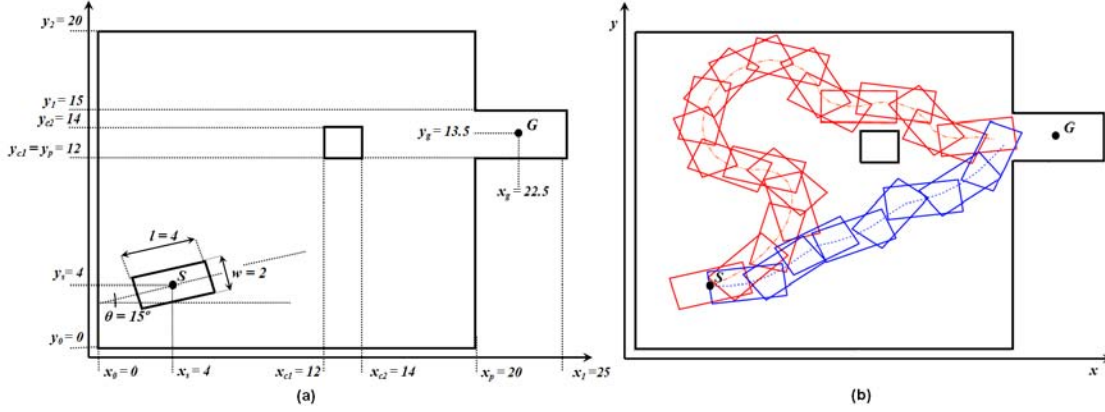 y₂ = 20
y₁ = 15
y_c2 = 14
y_c1 = y_p = 12
y_g = 13.5
G
x_g = 22.5
l = 4
w = 2
S
y_s = 4
θ = 15º
y₀ = 0
x₀ = 0
x_s = 4
x_c1 = 12
x_c2 = 14
x_p = 20
x₁ = 25
(a)
y
G
S
x
(b)